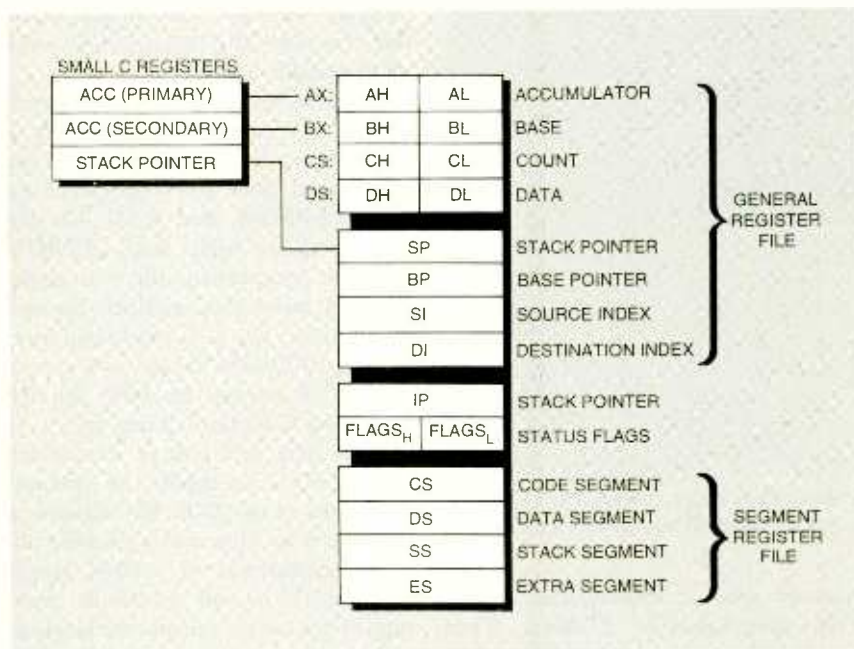 SMALL C REGISTERS
ACC (PRIMARY) AX: AH AL ACCUMULATOR
ACC (SECONDARY) BX: BH BL BASE
STACK POINTER CS: CH CL COUNT
DS: DH DL DATA
GENERAL
REGISTER
FILE
SP STACK POINTER
BP BASE POINTER
SI SOURCE INDEX
DI DESTINATION INDEX
IP STACK POINTER
FLAGSH FLAGSL STATUS FLAGS
CS CODE SEGMENT
DS DATA SEGMENT
SS STACK SEGMENT
ES EXTRA SEGMENT
SEGMENT
REGISTER
FILE